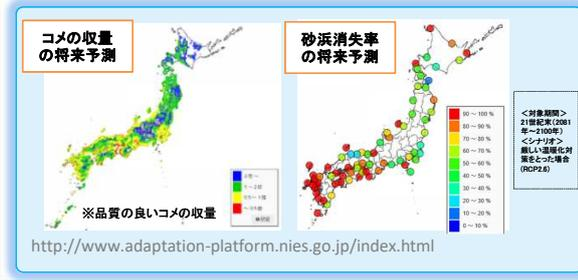 コメの収量
の将来予測
砂浜消失率
の将来予測
※品質の良いコメの収量
90 ~ 100 %
80 ~ 90 %
70 ~ 80 %
60 ~ 70 %
50 ~ 60 %
40 ~ 50 %
30 ~ 40 %
20 ~ 30 %
10 ~ 20 %
0 ~ 10 %
<対象期間>
21世紀末(2081
年~2100年)
<シナリオ>
厳しい温暖化対
策をとった場合
(RCP2.6)
http://www.adaptation-platform.nies.go.jp/index.html